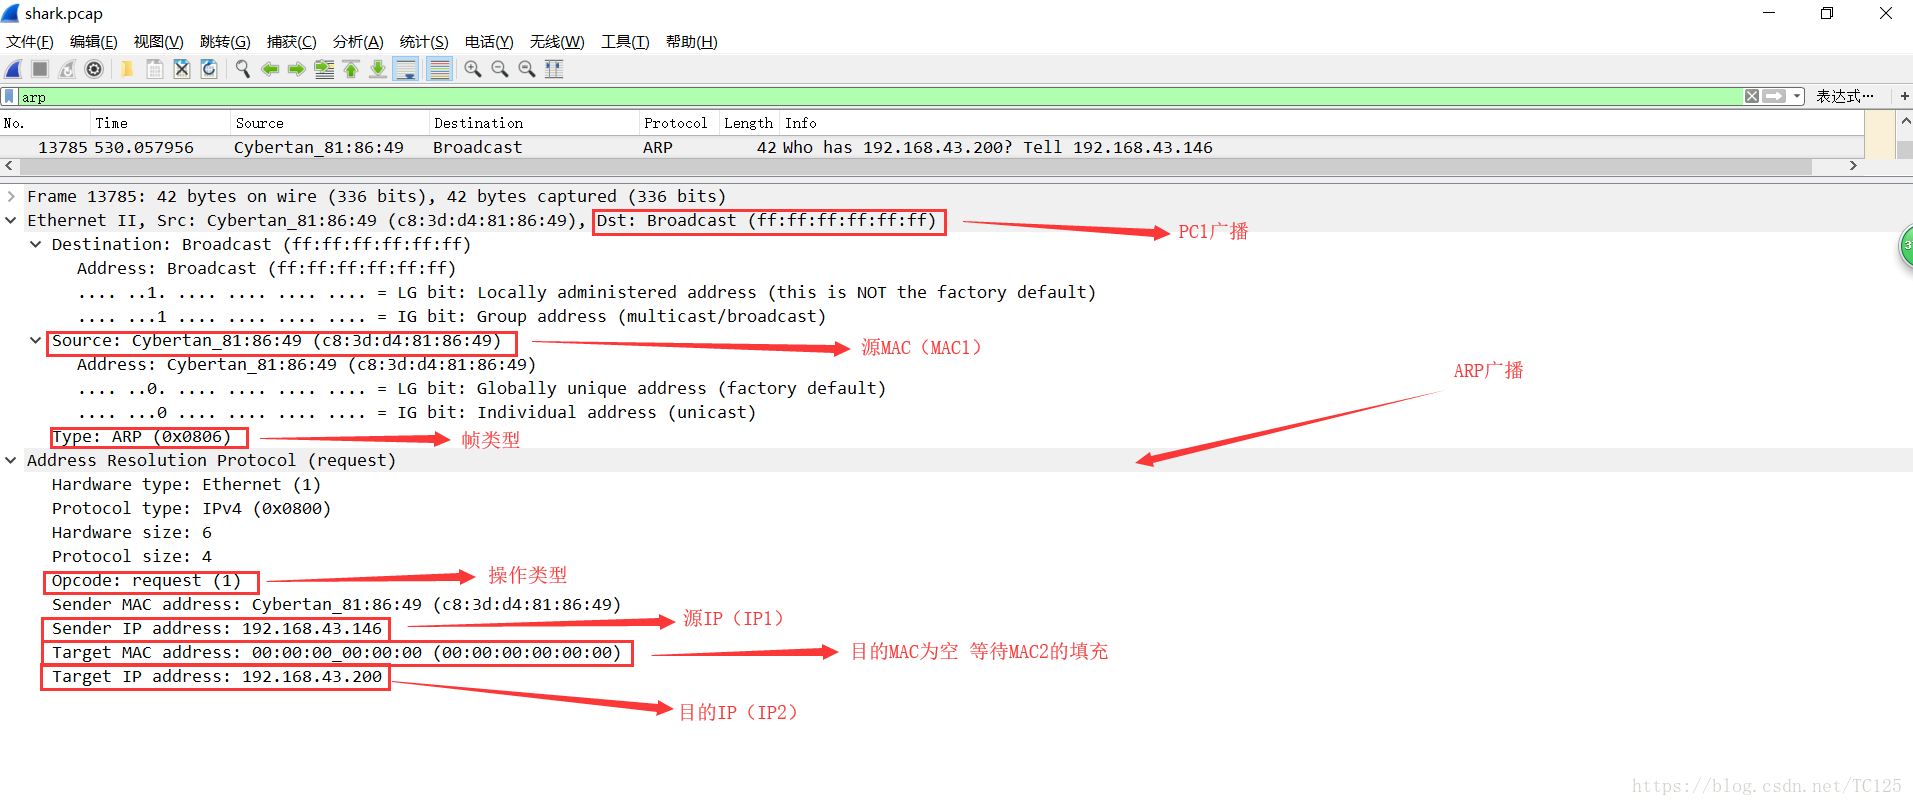 shark.pcap
文件(F) 编辑(E) 视图(V) 跳转(G) 捕获(C) 分析(A) 统计(S) 电话(Y) 无线(W) 工具(T) 帮助(H)
arp 表达式… +
No. Time Source Destination Protocol Length Info
13785 530.057956 Cybertan_81:86:49 Broadcast ARP 42 Who has 192.168.43.200? Tell 192.168.43.146
Frame 13785: 42 bytes on wire (336 bits), 42 bytes captured (336 bits)
Ethernet II, Src: Cybertan_81:86:49 (c8:3d:d4:81:86:49), Dst: Broadcast (ff:ff:ff:ff:ff:ff)
PC1广播
Destination: Broadcast (ff:ff:ff:ff:ff:ff)
Address: Broadcast (ff:ff:ff:ff:ff:ff)
.... ..1. .... .... .... .... = LG bit: Locally administered address (this is NOT the factory default)
.... ...1 .... .... .... .... = IG bit: Group address (multicast/broadcast)
Source: Cybertan_81:86:49 (c8:3d:d4:81:86:49)
源MAC（MAC1）
Address: Cybertan_81:86:49 (c8:3d:d4:81:86:49)
ARP广播
.... ..0. .... .... .... .... = LG bit: Globally unique address (factory default)
.... ...0 .... .... .... .... = IG bit: Individual address (unicast)
Type: ARP (0x0806)
帧类型
Address Resolution Protocol (request)
Hardware type: Ethernet (1)
Protocol type: IPv4 (0x0800)
Hardware size: 6
Protocol size: 4
Opcode: request (1)
操作类型
Sender MAC address: Cybertan_81:86:49 (c8:3d:d4:81:86:49)
Sender IP address: 192.168.43.146
源IP（IP1）
Target MAC address: 00:00:00_00:00:00 (00:00:00:00:00:00)
目的MAC为空 等待MAC2的填充
Target IP address: 192.168.43.200
目的IP（IP2）
https://blog.csdn.net/TC125